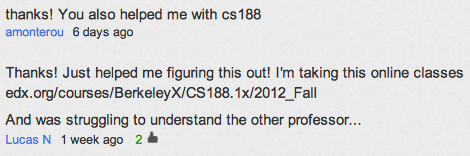 thanks! You also helped me with cs188
amonterou 6 days ago
Thanks! Just helped me figuring this out! I'm taking this online classes
edx.org/courses/BerkeleyX/CS188.1x/2012_Fall
And was struggling to understand the other professor...
Lucas N 1 week ago 2